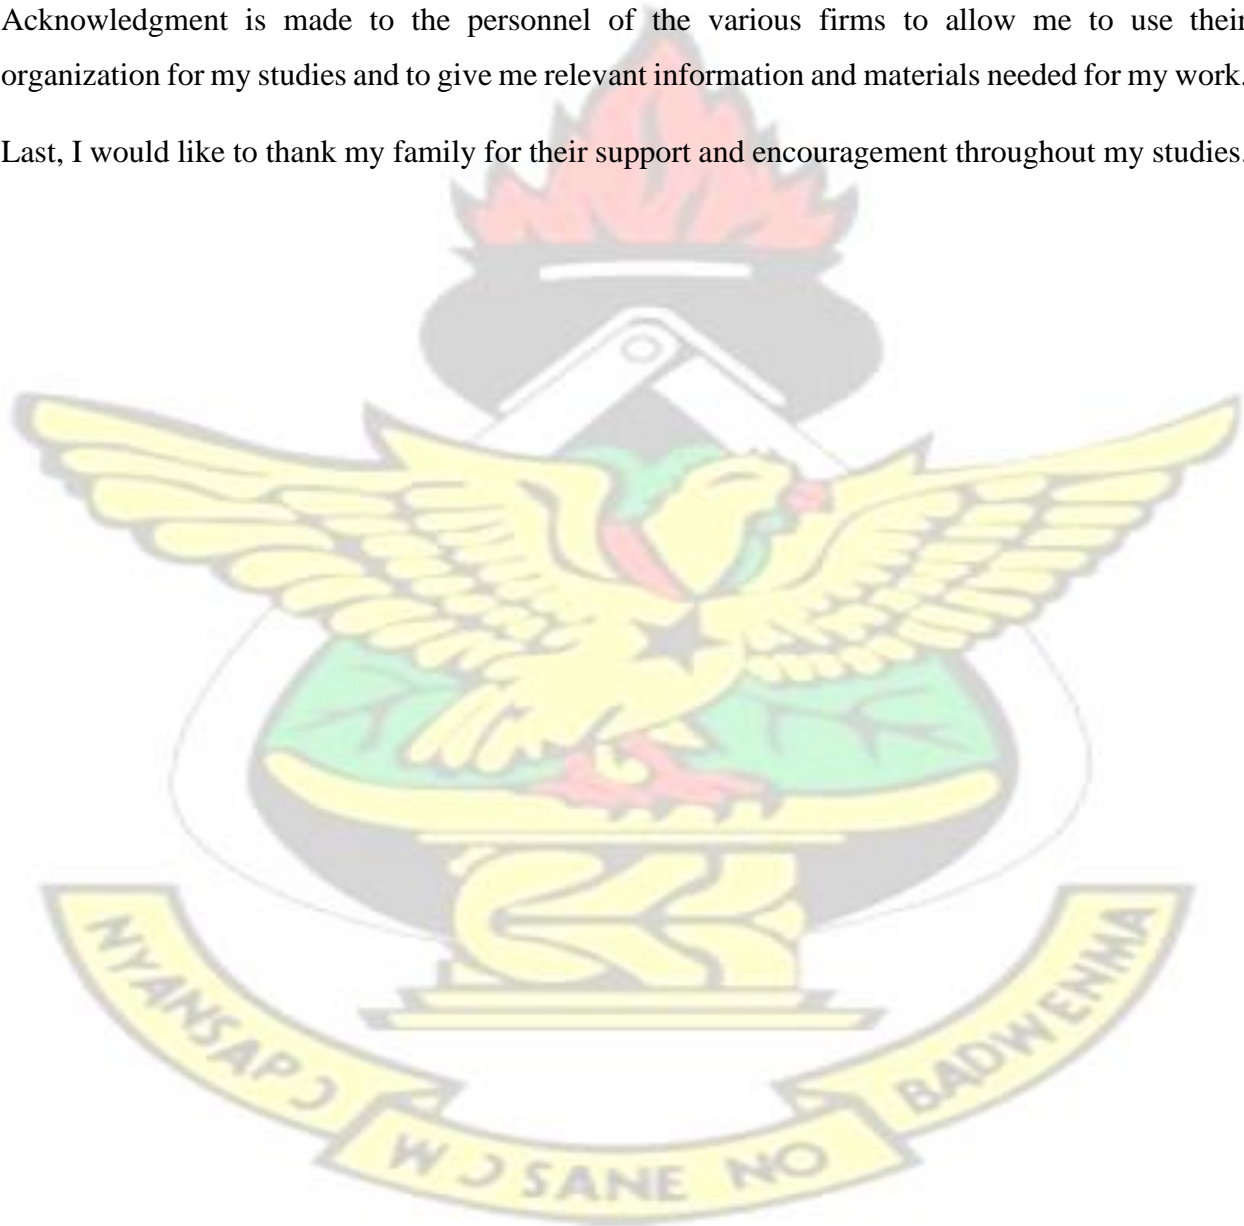 Acknowledgment is made to the personnel of the various firms to allow me to use their
organization for my studies and to give me relevant information and materials needed for my work.
Last, I would like to thank my family for their support and encouragement throughout my studies.
NYANSAPƆ
WƆSANE NO
BADWENMA